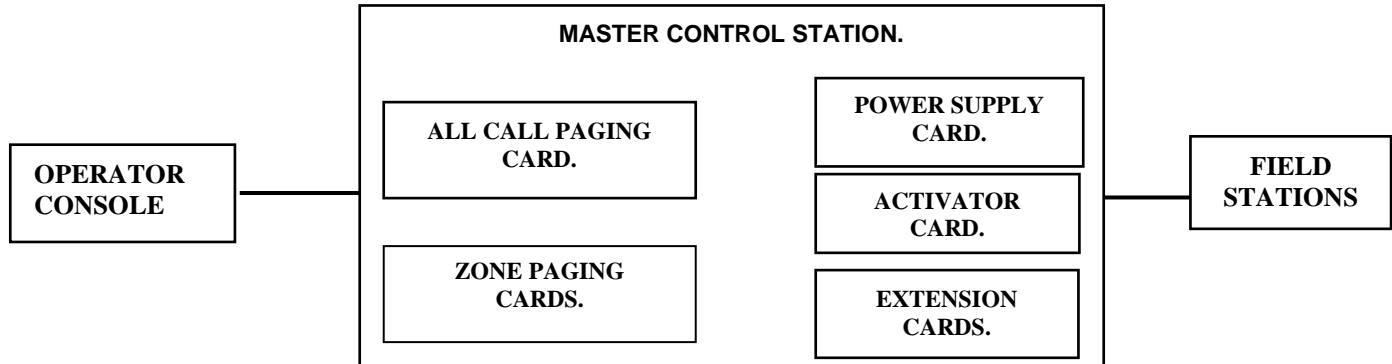 MASTER CONTROL STATION.
OPERATOR
CONSOLE
ALL CALL PAGING
CARD.
ZONE PAGING
CARDS.
POWER SUPPLY
CARD.
ACTIVATOR
CARD.
EXTENSION
CARDS.
FIELD
STATIONS